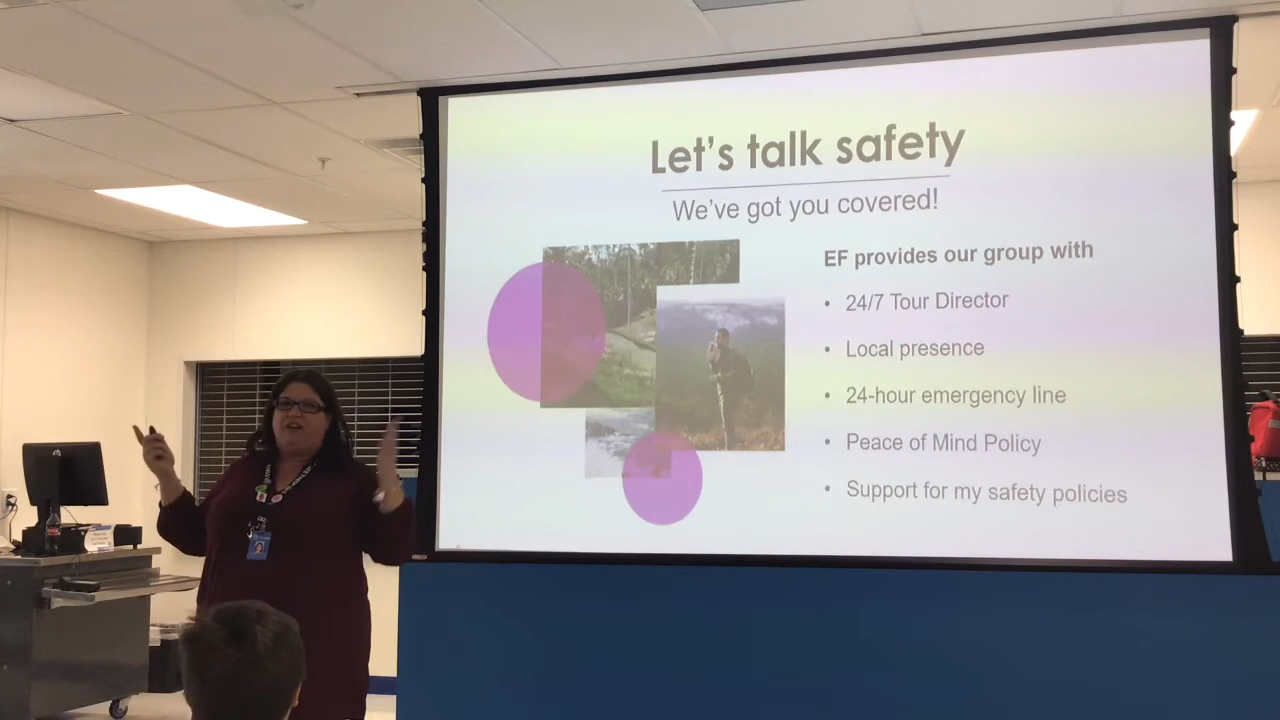 Let's talk safety
We've got you covered!
EF provides our group with
• 24/7 Tour Director
• Local presence
• 24-hour emergency line
• Peace of Mind Policy
• Support for my safety policies